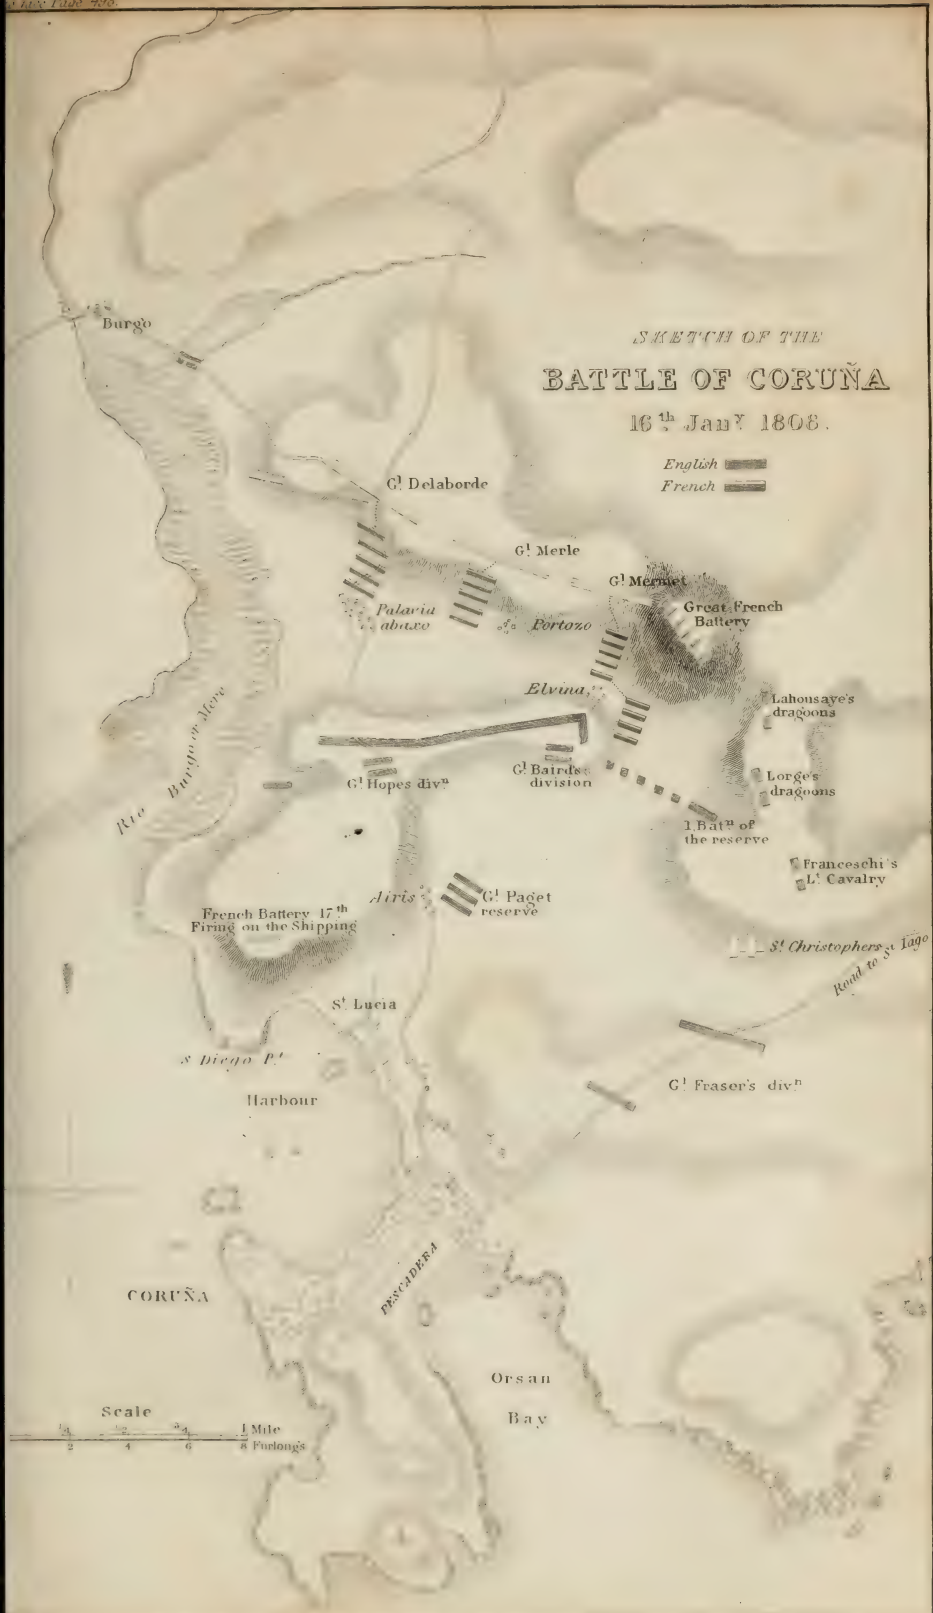 Burgo
SKETCH OF THE
BATTLE OF CORUÑA
16th Jany 1808.
English
French
Gl Delaborde
Gl Merle
Gl Mermet
Great French
Battery
Palavia
abaxo
Portozo
Elvina
Lahousaye's
dragoons
Rio Burgo or Mero
Gl Hopes divn
Gl Baird's
division
Lorge's
dragoons
1.Batn of
the reserve
Franceschi's
Lt Cavalry
Airis
Gl Paget
reserve
French Battery 17th
Firing on the Shipping
St Christophers
Road to St Iago
St Lucia
S Diego Pt
Gl Fraser's divn
Harbour
CORUÑA
PESCADERA
Orsan
Bay
Scale
1 Mile
2 4 6 8 Furlongs